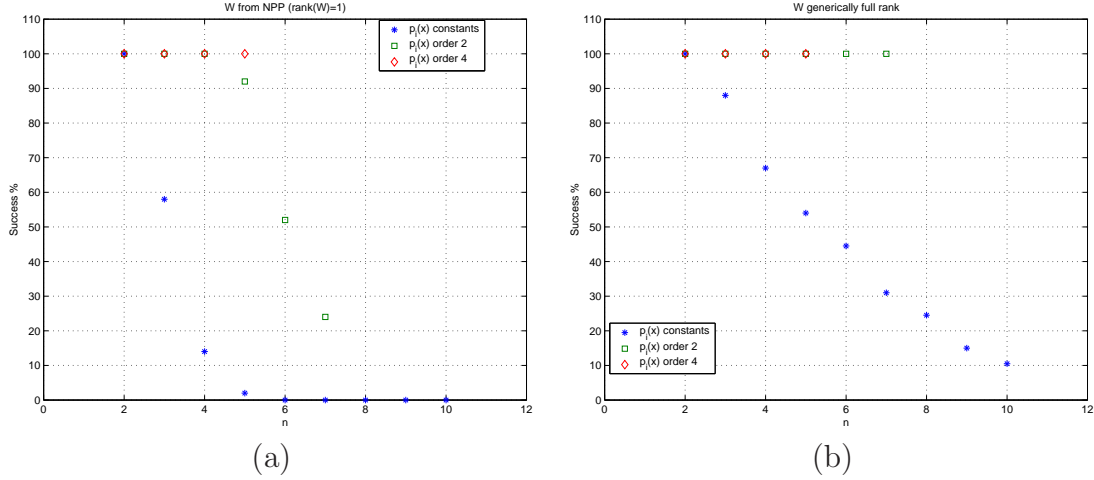 W from NPP (rank(W)=1)
110
100
90
80
70
60
50
40
30
20
10
0
Success %
0 2 4 6 8 10 12
n
p_i(x) constants
p_i(x) order 2
p_i(x) order 4
(a)
W generically full rank
110
100
90
80
70
60
50
40
30
20
10
0
Success %
0 2 4 6 8 10 12
n
p_i(x) constants
p_i(x) order 2
p_i(x) order 4
(b)